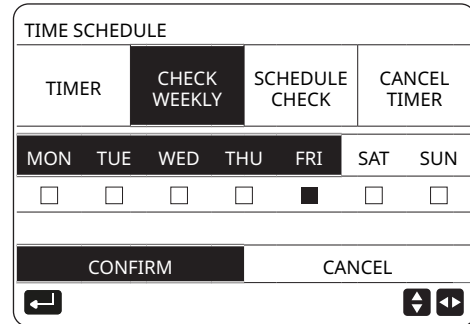 TIME SCHEDULE
TIMER CHECK WEEKLY SCHEDULE CHECK CANCEL TIMER
MON TUE WED THU FRI SAT SUN
CONFIRM CANCEL